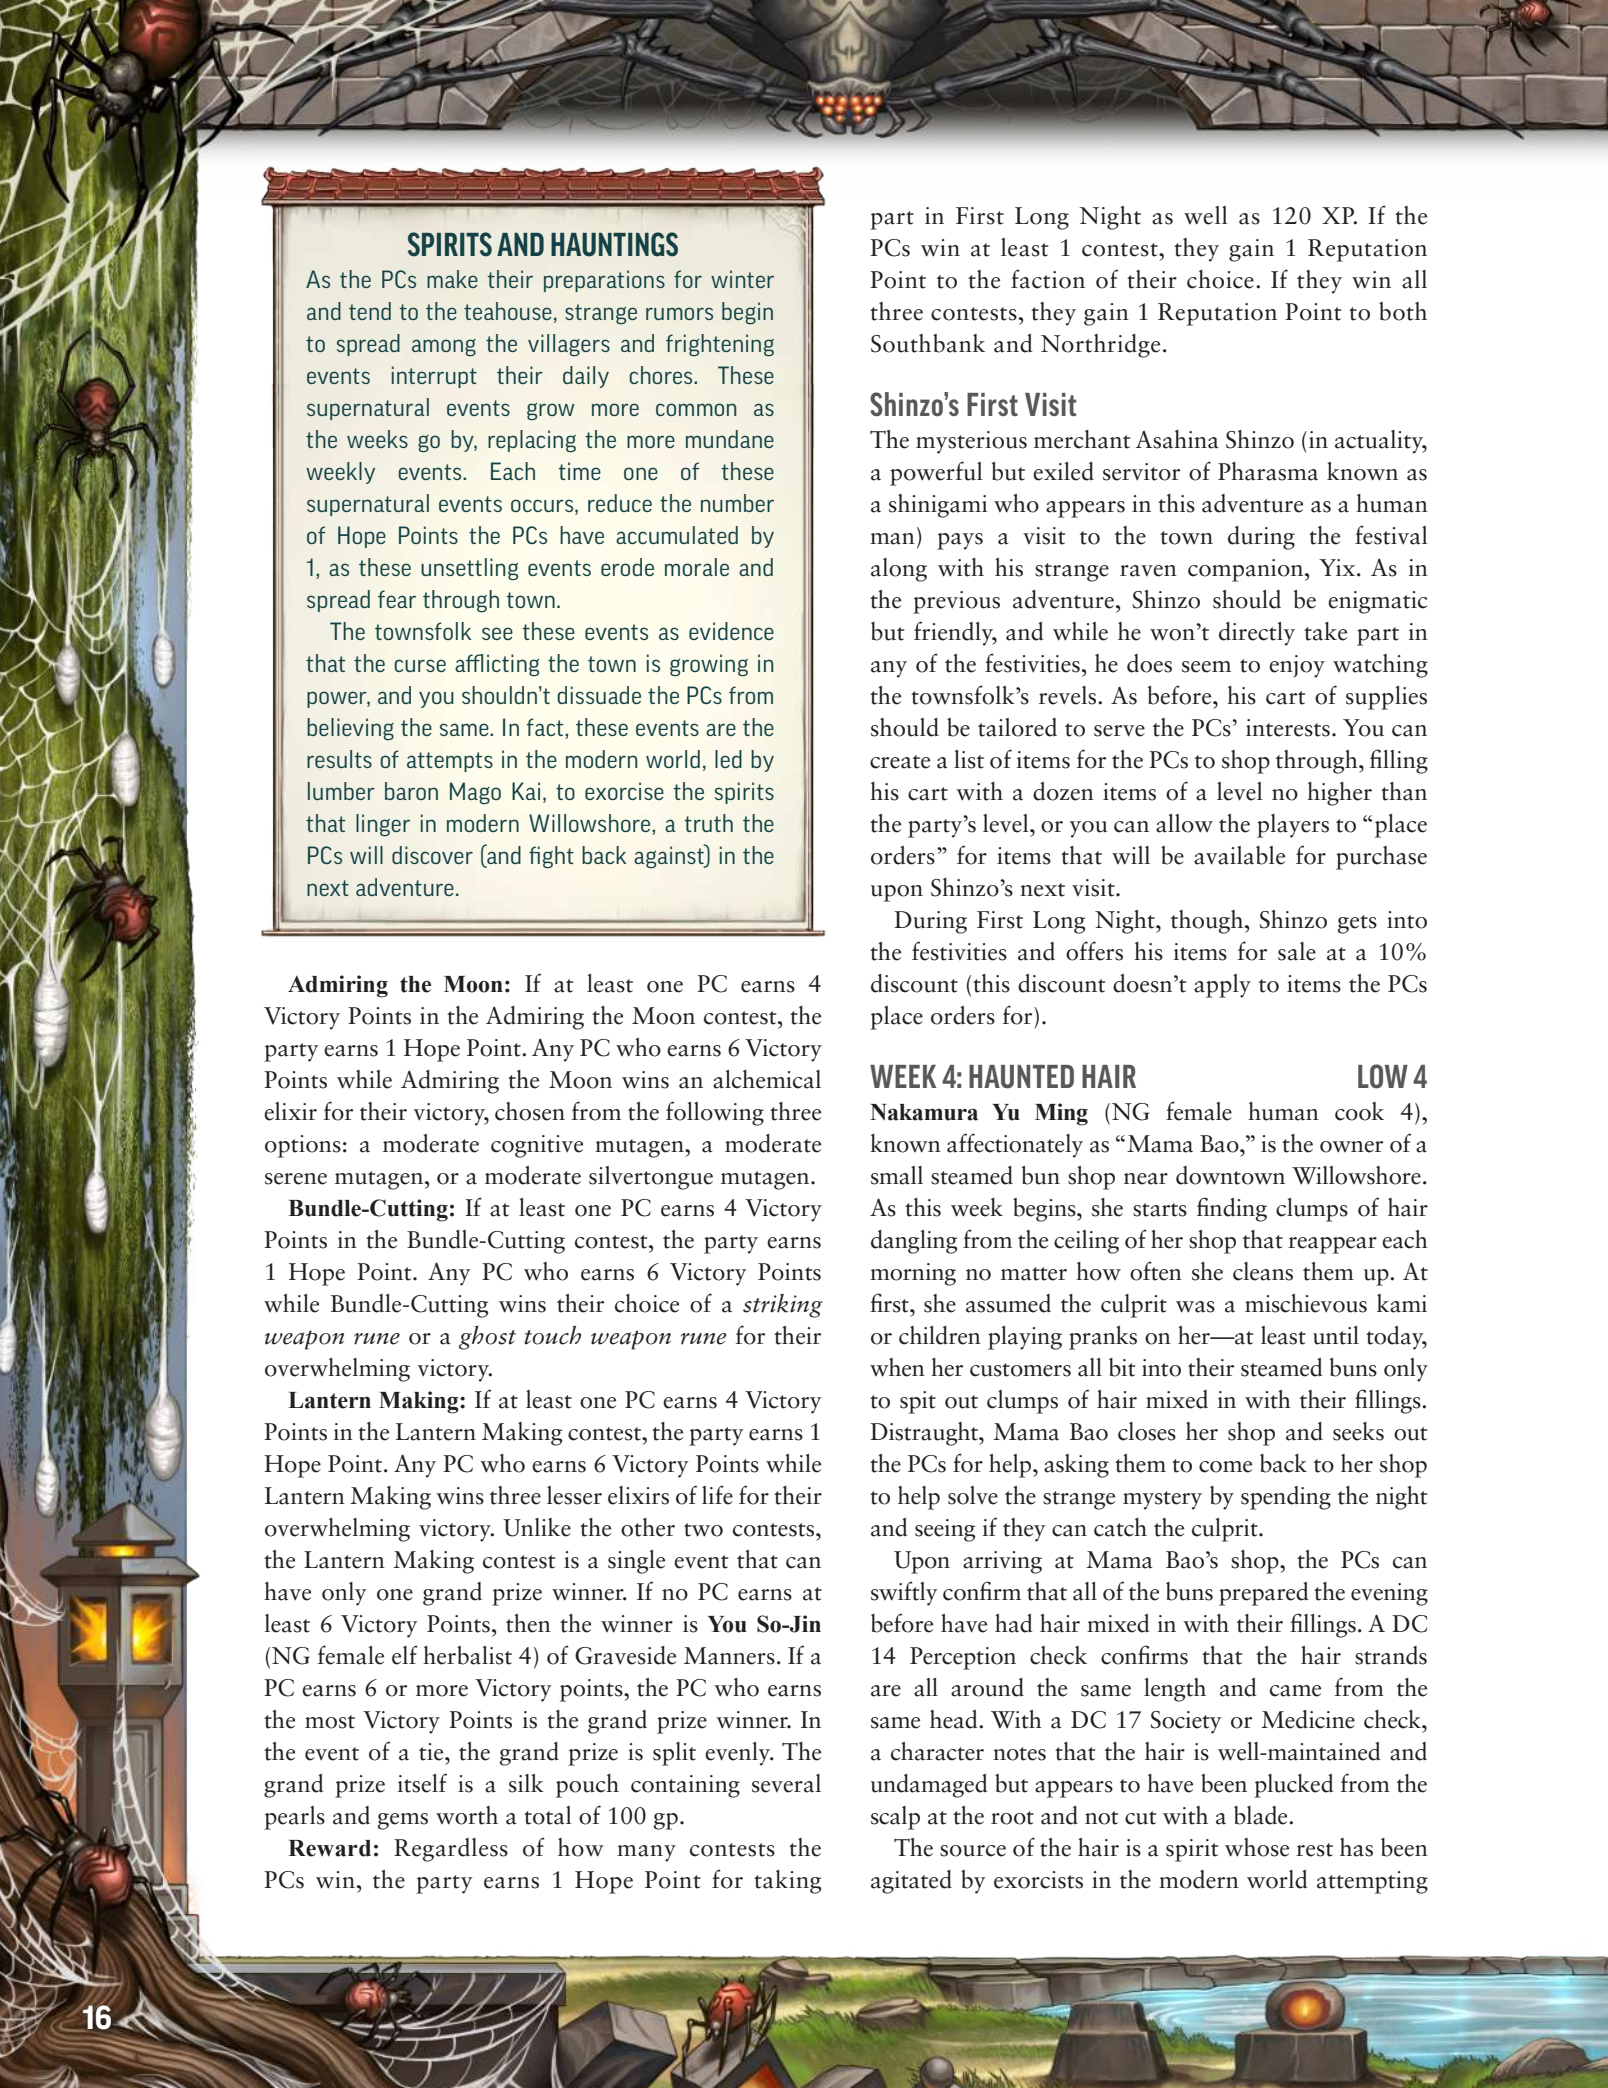 SPIRITS AND HAUNTINGS
As the PCs make their preparations for winter
and tend to the teahouse, strange rumors begin
to spread among the villagers and frightening
events interrupt their daily chores. These
supernatural events grow more common as
the weeks go by, replacing the more mundane
weekly events. Each time one of these
supernatural events occurs, reduce the number
of Hope Points the PCs have accumulated by
1, as these unsettling events erode morale and
spread fear through town.
The townsfolk see these events as evidence
that the curse afflicting the town is growing in
power, and you shouldn't dissuade the PCs from
believing the same. In fact, these events are the
results of attempts in the modern world, led by
lumber baron Mago Kai, to exorcise the spirits
that linger in modern Willowshore, a truth the
PCs will discover (and fight back against) in the
next adventure.
Admiring the Moon: If at least one PC earns 4
Victory Points in the Admiring the Moon contest, the
party earns 1 Hope Point. Any PC who earns 6 Victory
Points while Admiring the Moon wins an alchemical
elixir for their victory, chosen from the following three
options: a moderate cognitive mutagen, a moderate
serene mutagen, or a moderate silvertongue mutagen.
Bundle-Cutting: If at least one PC earns 4 Victory
Points in the Bundle-Cutting contest, the party earns
1 Hope Point. Any PC who earns 6 Victory Points
while Bundle-Cutting wins their choice of a striking
weapon rune or a ghost touch weapon rune for their
overwhelming victory.
Lantern Making: If at least one PC earns 4 Victory
Points in the Lantern Making contest, the party earns 1
Hope Point. Any PC who earns 6 Victory Points while
Lantern Making wins three lesser elixirs of life for their
overwhelming victory. Unlike the other two contests,
the Lantern Making contest is a single event that can
have only one grand prize winner. If no PC earns at
least 6 Victory Points, then the winner is You So-Jin
(NG female elf herbalist 4) of Graveside Manners. If a
PC earns 6 or more Victory points, the PC who earns
the most Victory Points is the grand prize winner. In
the event of a tie, the grand prize is split evenly. The
grand prize itself is a silk pouch containing several
pearls and gems worth a total of 100 gp.
Reward: Regardless of how many contests the
PCs win, the party earns 1 Hope Point for taking
part in First Long Night as well as 120 XP. If the
PCs win at least 1 contest, they gain 1 Reputation
Point to the faction of their choice. If they win all
three contests, they gain 1 Reputation Point to both
Southbank and Northridge.
Shinzo's First Visit
The mysterious merchant Asahina Shinzo (in actuality,
a powerful but exiled servitor of Pharasma known as
a shinigami who appears in this adventure as a human
man) pays a visit to the town during the festival
along with his strange raven companion, Yix. As in
the previous adventure, Shinzo should be enigmatic
but friendly, and while he won't directly take part in
any of the festivities, he does seem to enjoy watching
the townsfolk's revels. As before, his cart of supplies
should be tailored to serve the PCs' interests. You can
create a list of items for the PCs to shop through, filling
his cart with a dozen items of a level no higher than
the party's level, or you can allow the players to "place
orders" for items that will be available for purchase
upon Shinzo's next visit.
During First Long Night, though, Shinzo gets into
the festivities and offers his items for sale at a 10%
discount (this discount doesn't apply to items the PCs
place orders for).
WEEK 4: HAUNTED HAIR LOW 4
Nakamura Yu Ming (NG female human cook 4),
known affectionately as "Mama Bao," is the owner of a
small steamed bun shop near downtown Willowshore.
As this week begins, she starts finding clumps of hair
dangling from the ceiling of her shop that reappear each
morning no matter how often she cleans them up. At
first, she assumed the culprit was a mischievous kami
or children playing pranks on her—at least until today,
when her customers all bit into their steamed buns only
to spit out clumps of hair mixed in with their fillings.
Distraught, Mama Bao closes her shop and seeks out
the PCs for help, asking them to come back to her shop
to help solve the strange mystery by spending the night
and seeing if they can catch the culprit.
Upon arriving at Mama Bao's shop, the PCs can
swiftly confirm that all of the buns prepared the evening
before have had hair mixed in with their fillings. A DC
14 Perception check confirms that the hair strands
are all around the same length and came from the
same head. With a DC 17 Society or Medicine check,
a character notes that the hair is well-maintained and
undamaged but appears to have been plucked from the
scalp at the root and not cut with a blade.
The source of the hair is a spirit whose rest has been
agitated by exorcists in the modern world attempting
16